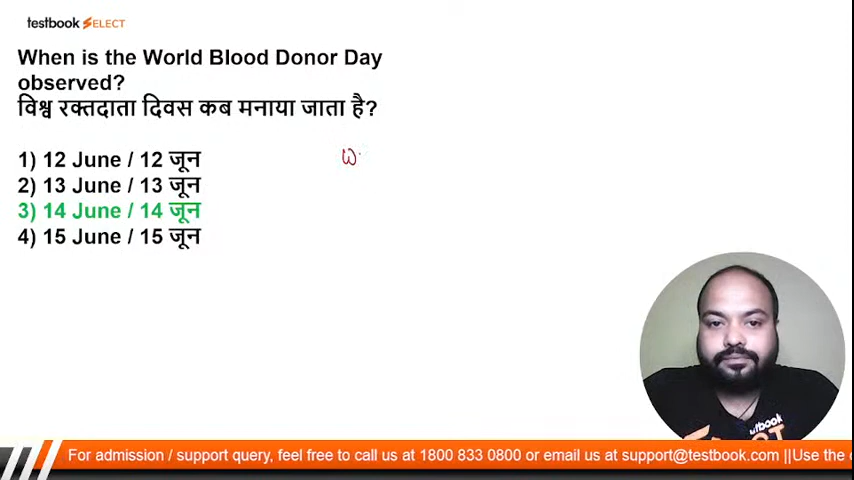 testbook SELECT
When is the World Blood Donor Day
observed?
विश्व रक्तदाता दिवस कब मनाया जाता है?
1) 12 June / 12 जून
2) 13 June / 13 जून
3) 14 June / 14 जून
4) 15 June / 15 जून
For admission / support query, feel free to call us at 1800 833 0800 or email us at support@testbook.com ||Use the